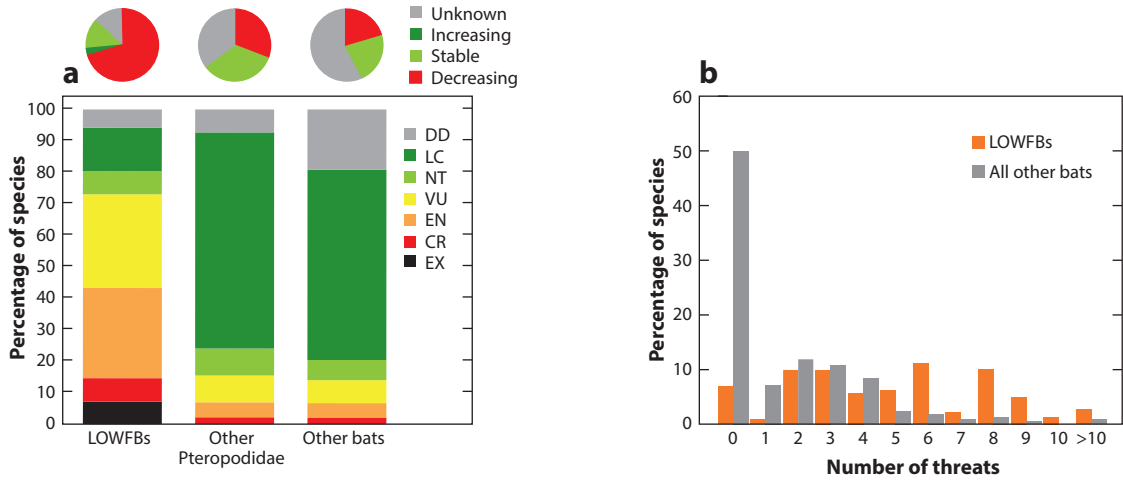 Unknown
Increasing
Stable
Decreasing
a
Percentage of species
100
90
80
70
60
50
40
30
20
10
0
DD
LC
NT
VU
EN
CR
EX
LOWFBs
Other
Pteropodidae
Other bats
b
Percentage of species
60
50
40
30
20
10
0
LOWFBs
All other bats
0 1 2 3 4 5 6 7 8 9 10 >10
Number of threats